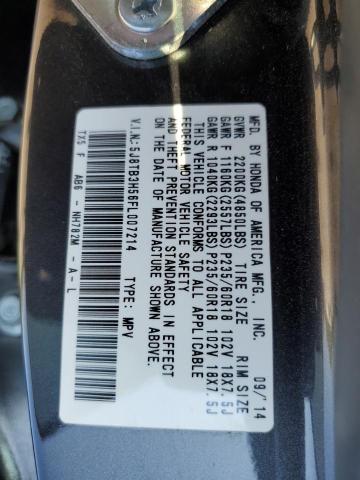 MFD. BY HONDA OF AMERICA MFG., INC. 09/'14
GVWR 2200KG(4850LBS) TIRE SIZE RIM SIZE
GAWR F 1160KG(2557LBS) P235/60R18 102V 18X7.5J
GAWR R 1040KG(2293LBS) P235/60R18 102V 18X7.5J
THIS VEHICLE CONFORMS TO ALL APPLICABLE
FEDERAL MOTOR VEHICLE SAFETY
AND THEFT PREVENTION STANDARDS IN EFFECT
ON THE DATE OF MANUFACTURE SHOWN ABOVE.
V.I.N.: 5J8TB3H56FL007214 TYPE: MPV
TX5 F AB6 - NH782M - A - L